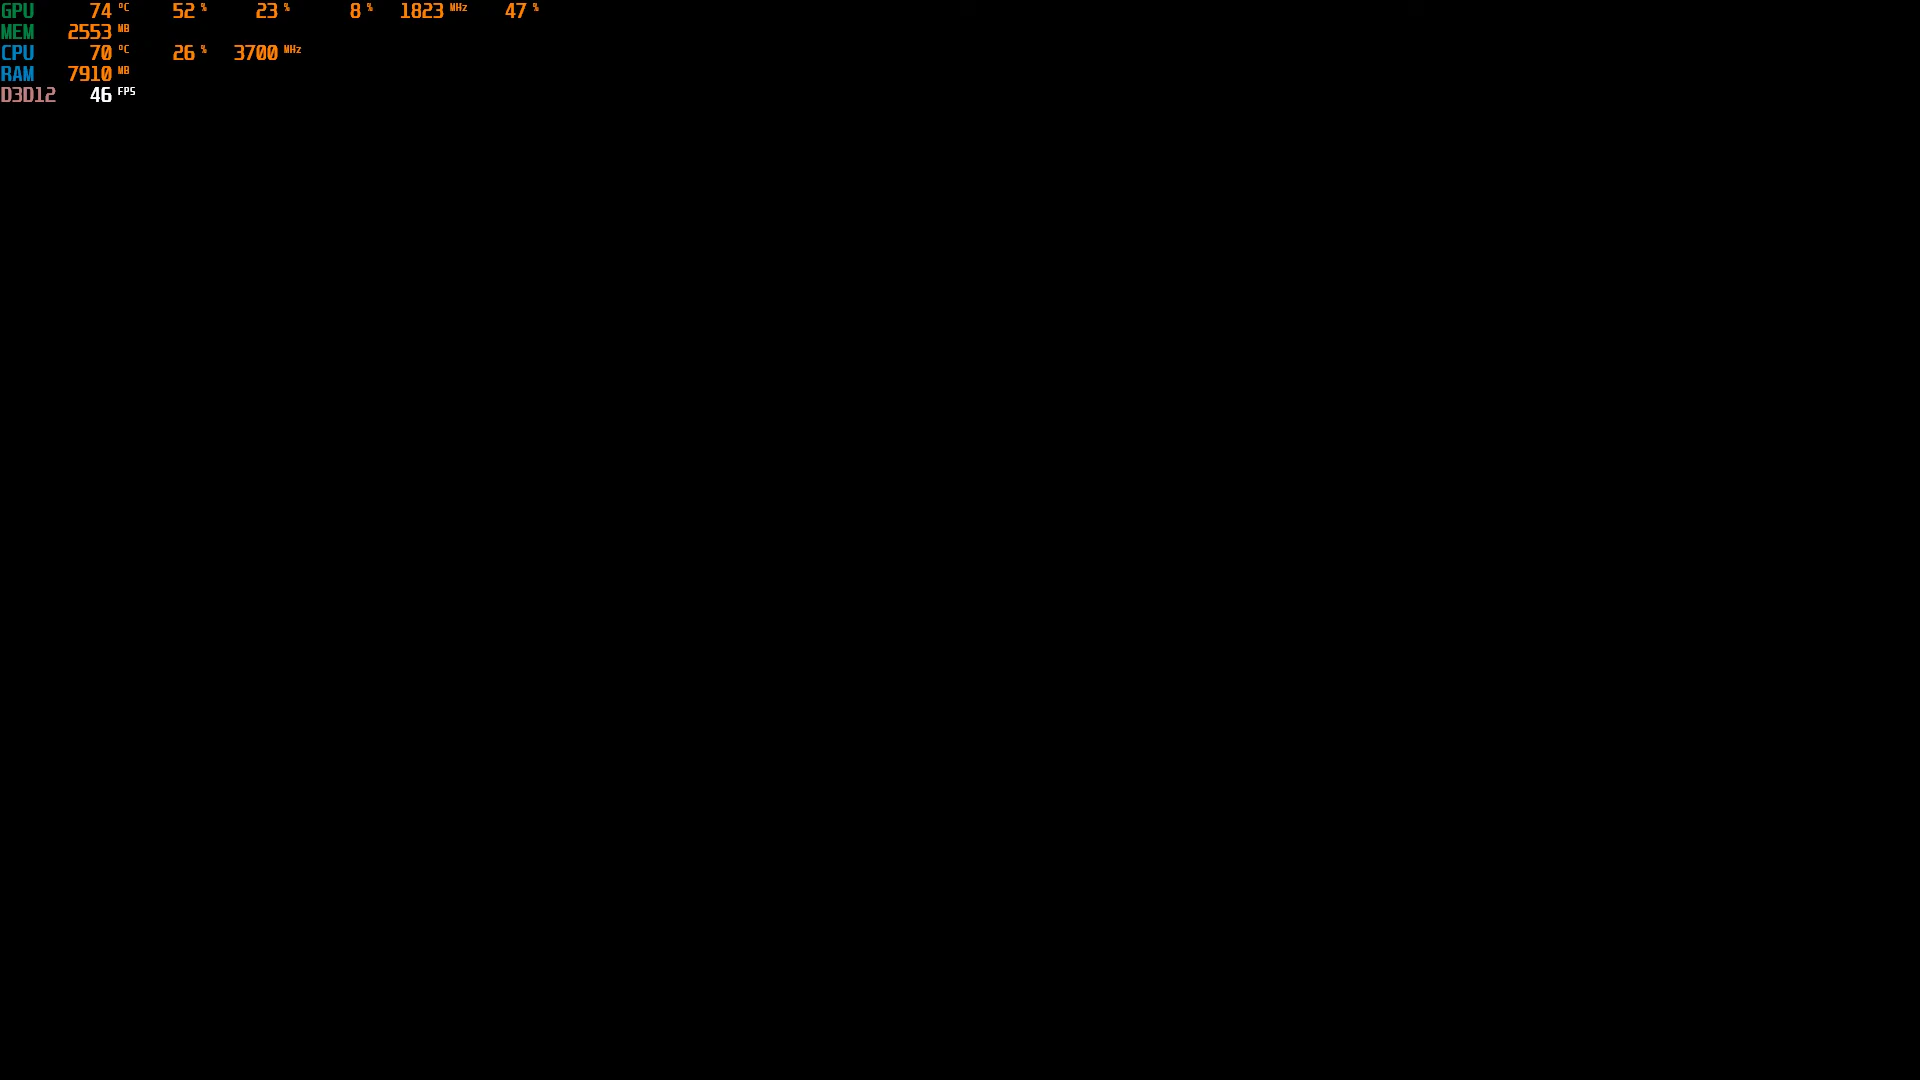 GPU 74 °C 52 % 23 % 8 % 1823 MHz 47 %
MEM 2553 MB
CPU 70 °C 26 % 3700 MHz
RAM 7910 MB
D3D12 46 FPS